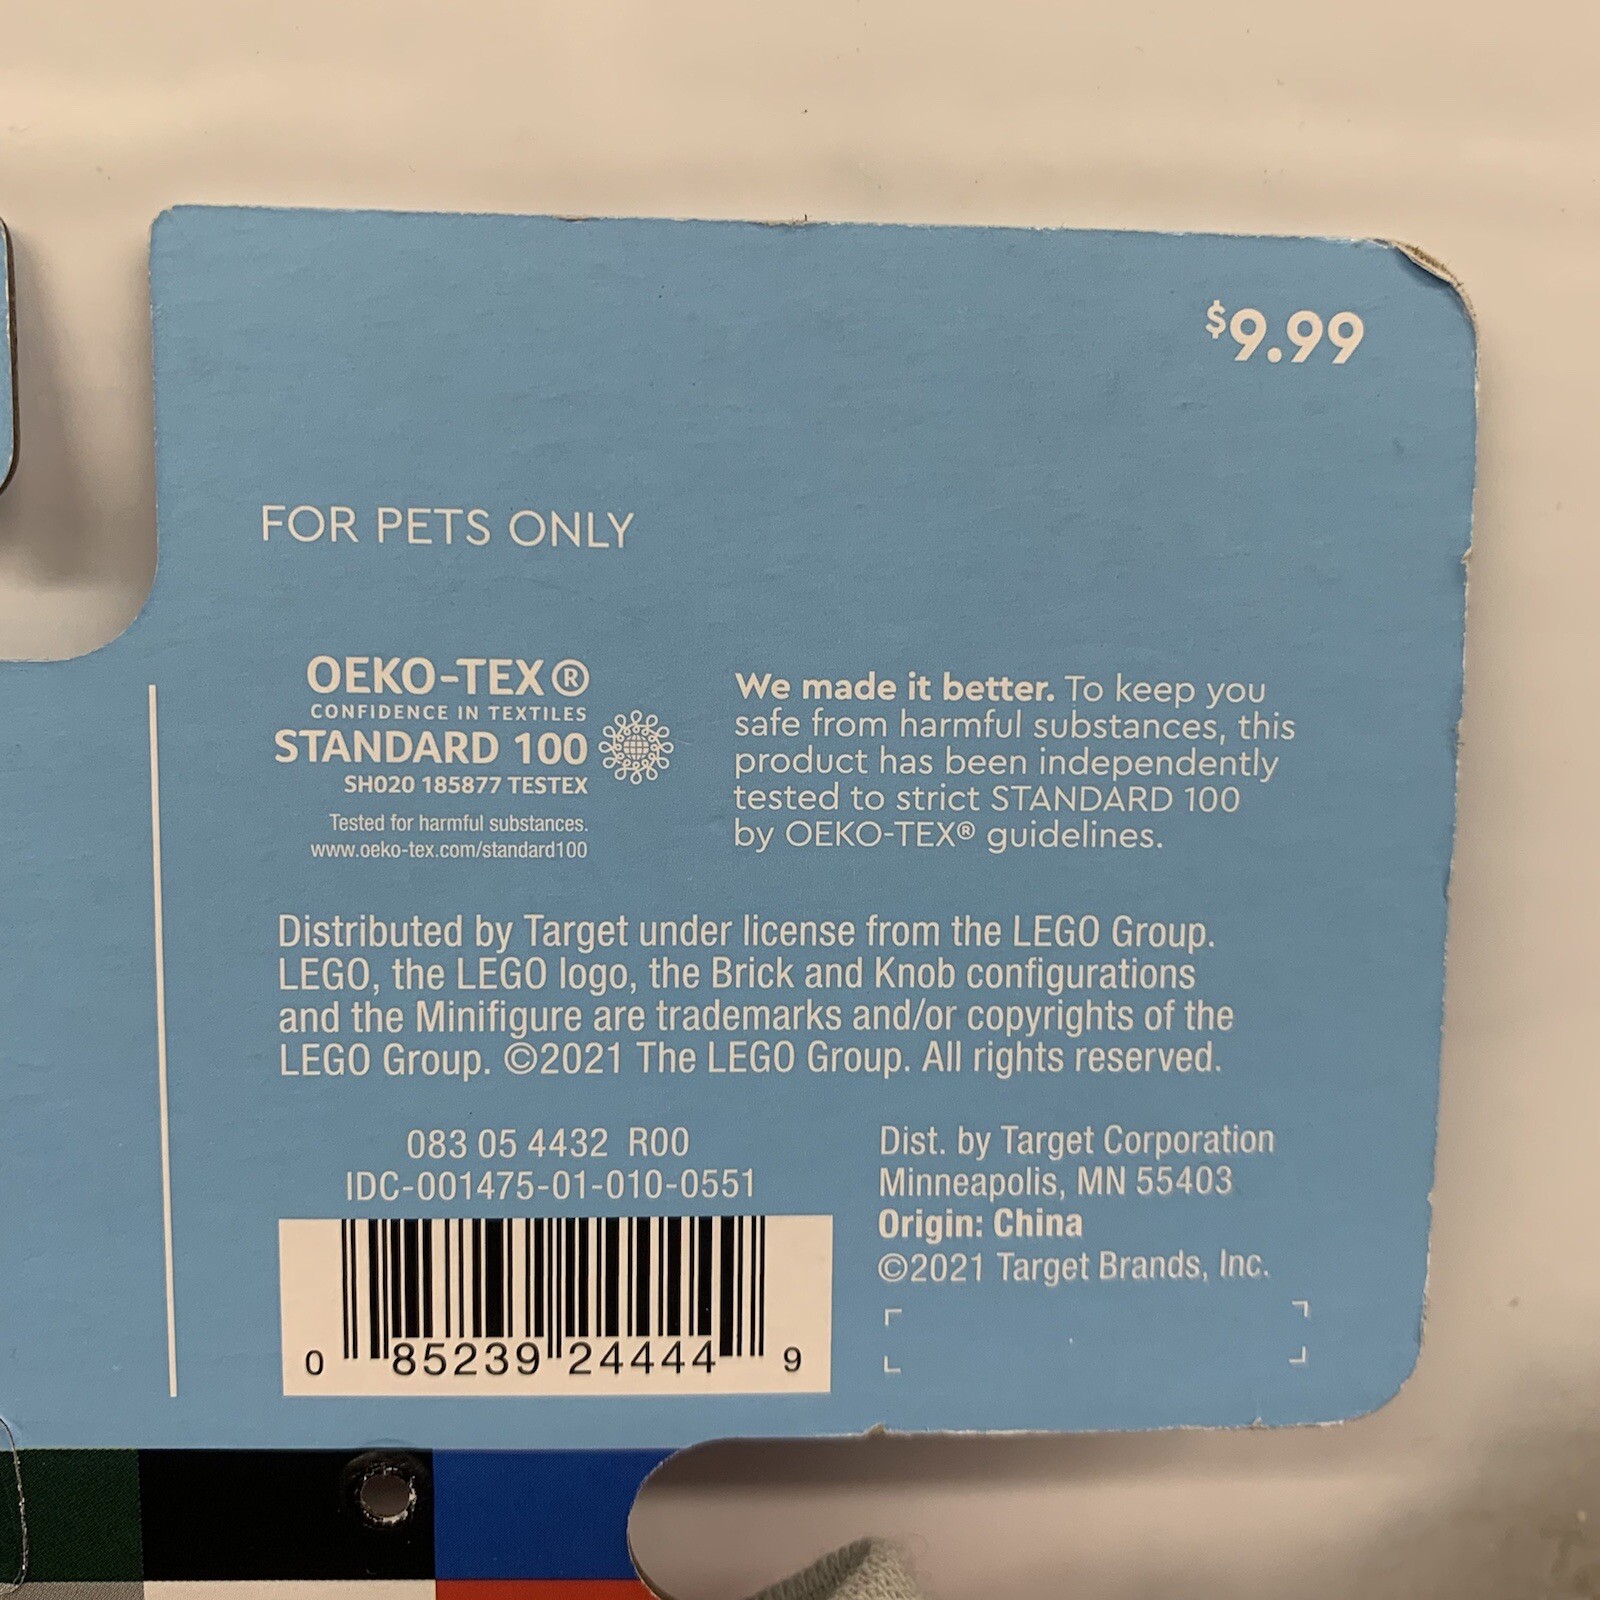 $9.99
FOR PETS ONLY
OEKO-TEX®
CONFIDENCE IN TEXTILES
STANDARD 100
SH020 185877 TESTEX
Tested for harmful substances.
www.oeko-tex.com/standard100
We made it better. To keep you
safe from harmful substances, this
product has been independently
tested to strict STANDARD 100
by OEKO-TEX® guidelines.
Distributed by Target under license from the LEGO Group.
LEGO, the LEGO logo, the Brick and Knob configurations
and the Minifigure are trademarks and/or copyrights of the
LEGO Group. ©2021 The LEGO Group. All rights reserved.
083 05 4432 R00
IDC-001475-01-010-0551
0 85239 24444 9
Dist. by Target Corporation
Minneapolis, MN 55403
Origin: China
©2021 Target Brands, Inc.